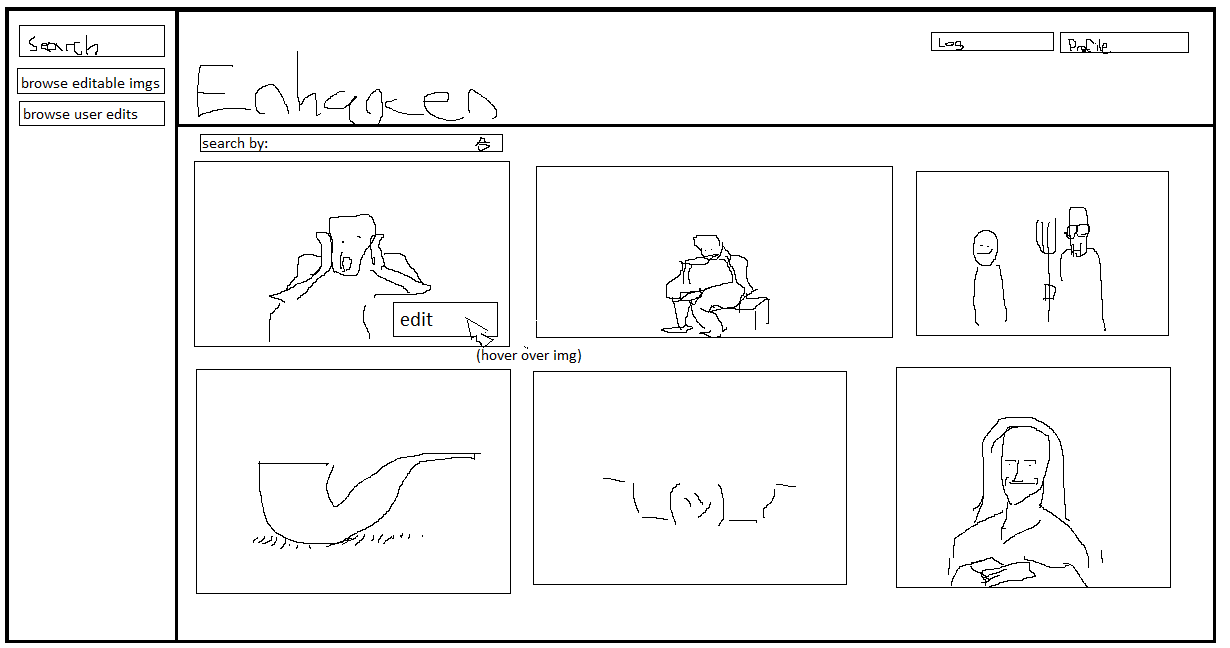 Search
browse editable imgs
browse user edits
Log
Profile
Enhancen
search by:
edit
(hover over img)